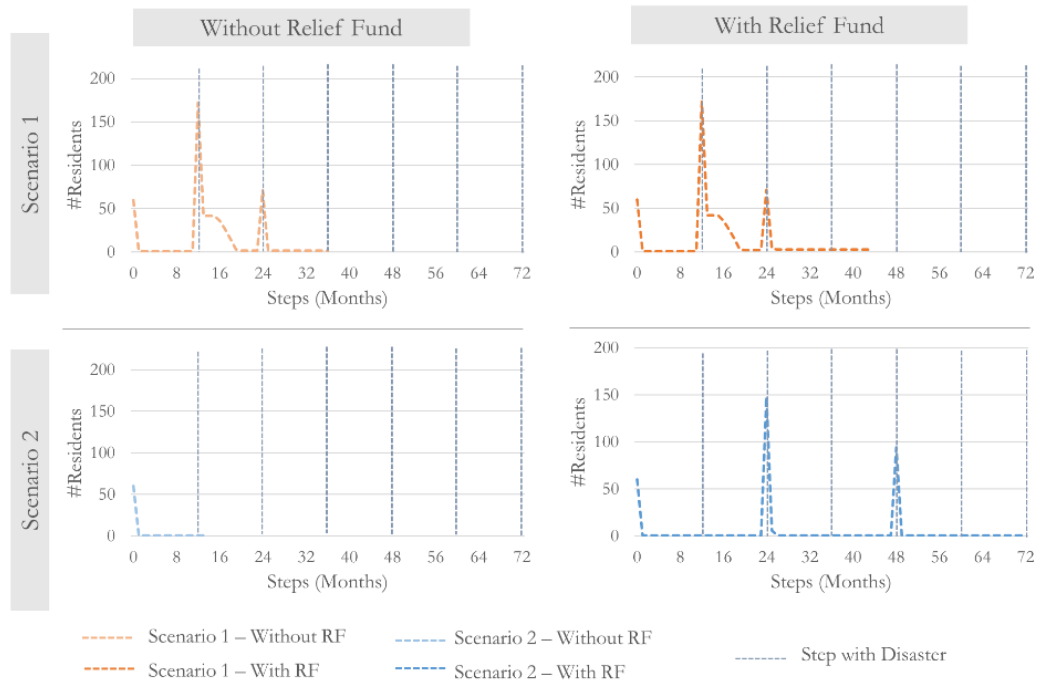 Without Relief Fund
With Relief Fund
Scenario 1
#Residents
200
150
100
50
0
0 8 16 24 32 40 48 56 64 72
Steps (Months)
#Residents
200
150
100
50
0
0 8 16 24 32 40 48 56 64 72
Steps (Months)
Scenario 2
#Residents
200
150
100
50
0
0 8 16 24 32 40 48 56 64 72
Steps (Months)
#Residents
200
150
100
50
0
0 8 16 24 32 40 48 56 64 72
Steps (Months)
Scenario 1 – Without RF
Scenario 2 – Without RF
Step with Disaster
Scenario 1 – With RF
Scenario 2 – With RF